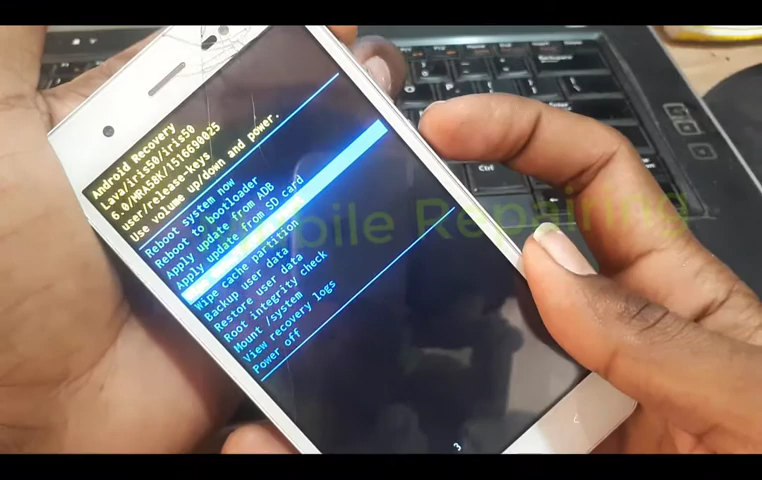 Android Recovery
Lava/iris50/iris50
6.0/MRA58K/1516690025
user/release-keys
Use volume up/down and power.
Reboot system now
Reboot to bootloader
Apply update from ADB
Apply update from SD card
Wipe cache partition
Backup user data
Restore user data
Root integrity check
Mount /system
View recovery logs
Power off
Mobile Repairing
3
Ctrl